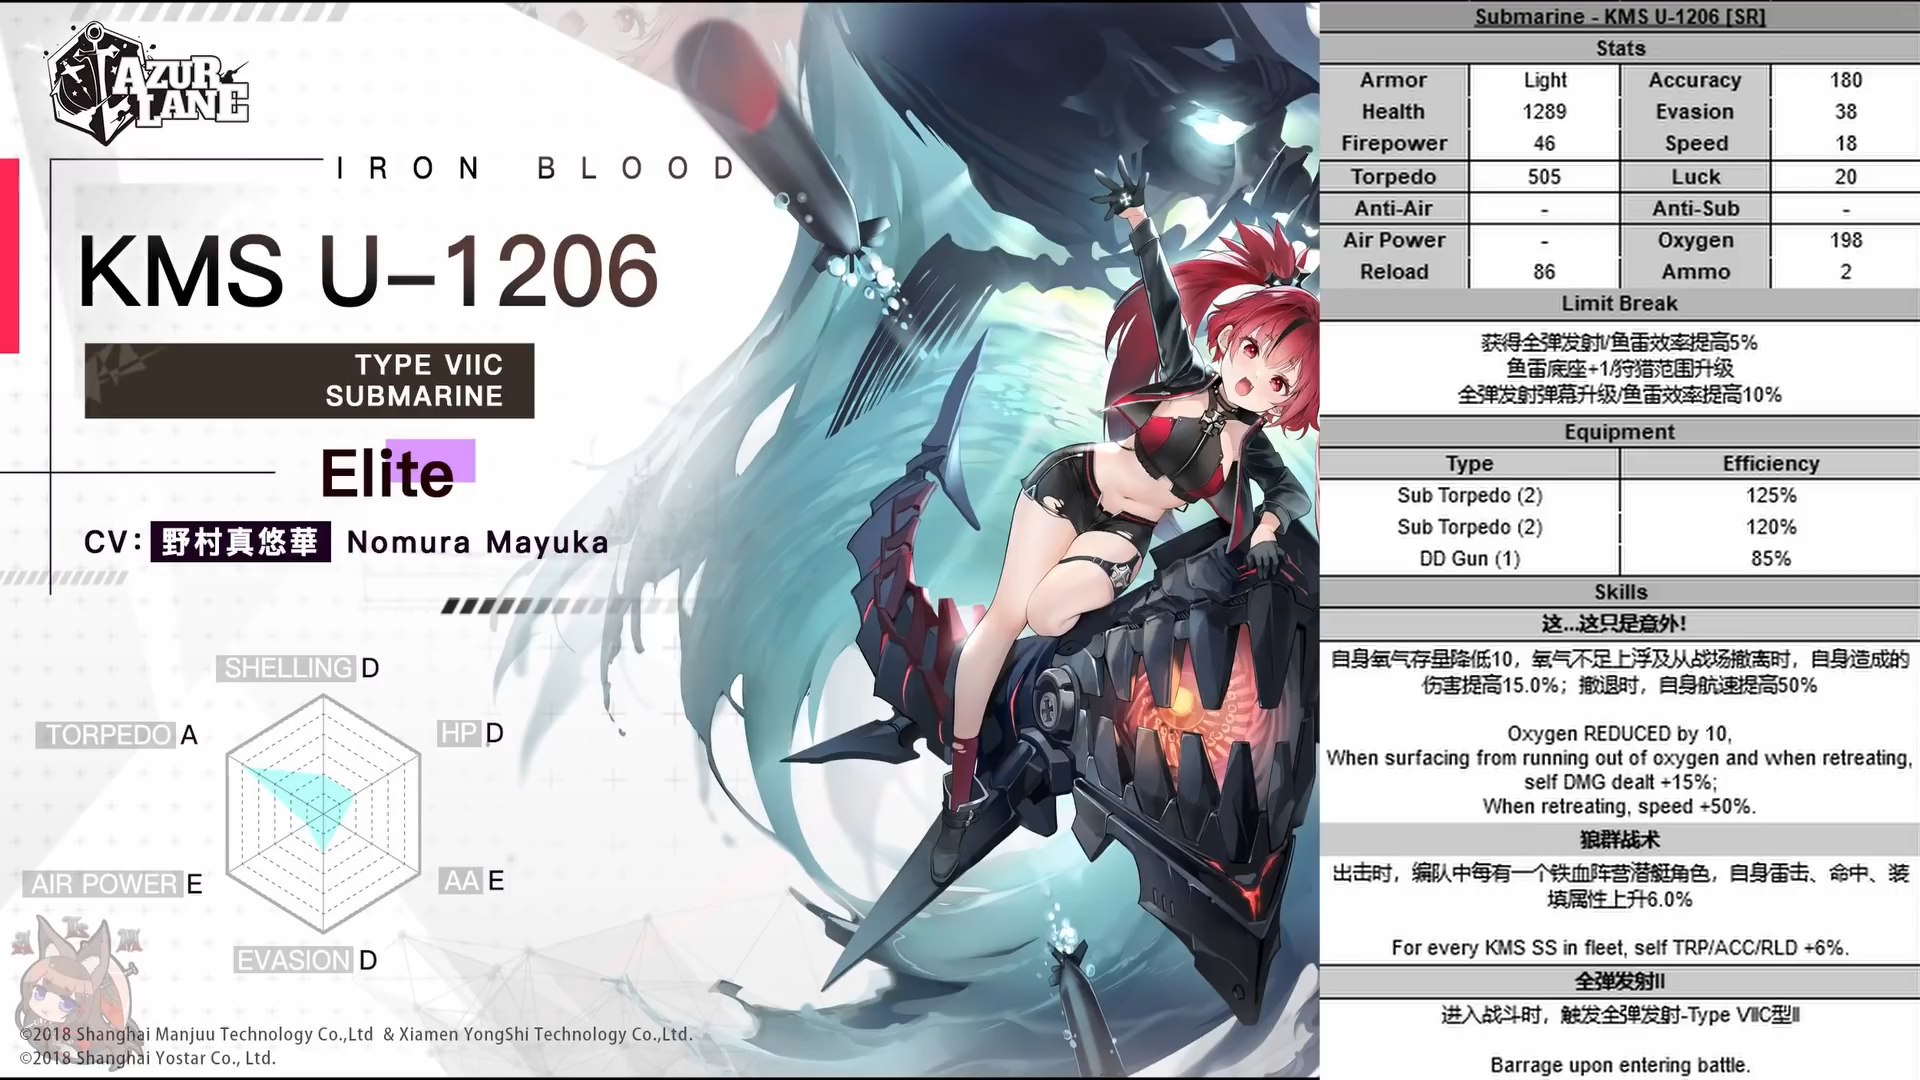 AZUR
LANE
IRON BLOOD
KMS U-1206
TYPE VIIC
SUBMARINE
Elite
CV: 野村真悠華 Nomura Mayuka
SHELLING D
TORPEDO A
HP D
AIR POWER E
AA E
EVASION D
©2018 Shanghai Manjuu Technology Co.,Ltd & Xiamen YongShi Technology Co.,Ltd.
©2018 Shanghai Yostar Co., Ltd.
Submarine - KMS U-1206 [SR]
Stats
Armor Light Accuracy 180
Health 1289 Evasion 38
Firepower 46 Speed 18
Torpedo 505 Luck 20
Anti-Air - Anti-Sub -
Air Power - Oxygen 198
Reload 86 Ammo 2
Limit Break
获得全弹发射I/鱼雷效率提高5%
鱼雷底座+1/狩猎范围升级
全弹发射弹幕升级/鱼雷效率提高10%
Equipment
Type Efficiency
Sub Torpedo (2) 125%
Sub Torpedo (2) 120%
DD Gun (1) 85%
Skills
这...这只是意外!
自身氧气存量降低10，氧气不足上浮及从战场撤离时，自身造成的
伤害提高15.0%；撤退时，自身航速提高50%
Oxygen REDUCED by 10,
When surfacing from running out of oxygen and when retreating,
self DMG dealt +15%;
When retreating, speed +50%.
狼群战术
出击时，编队中每有一个铁血阵营潜艇角色，自身雷击、命中、装
填属性上升6.0%
For every KMS SS in fleet, self TRP/ACC/RLD +6%.
全弹发射II
进入战斗时，触发全弹发射-Type VIIC型II
Barrage upon entering battle.